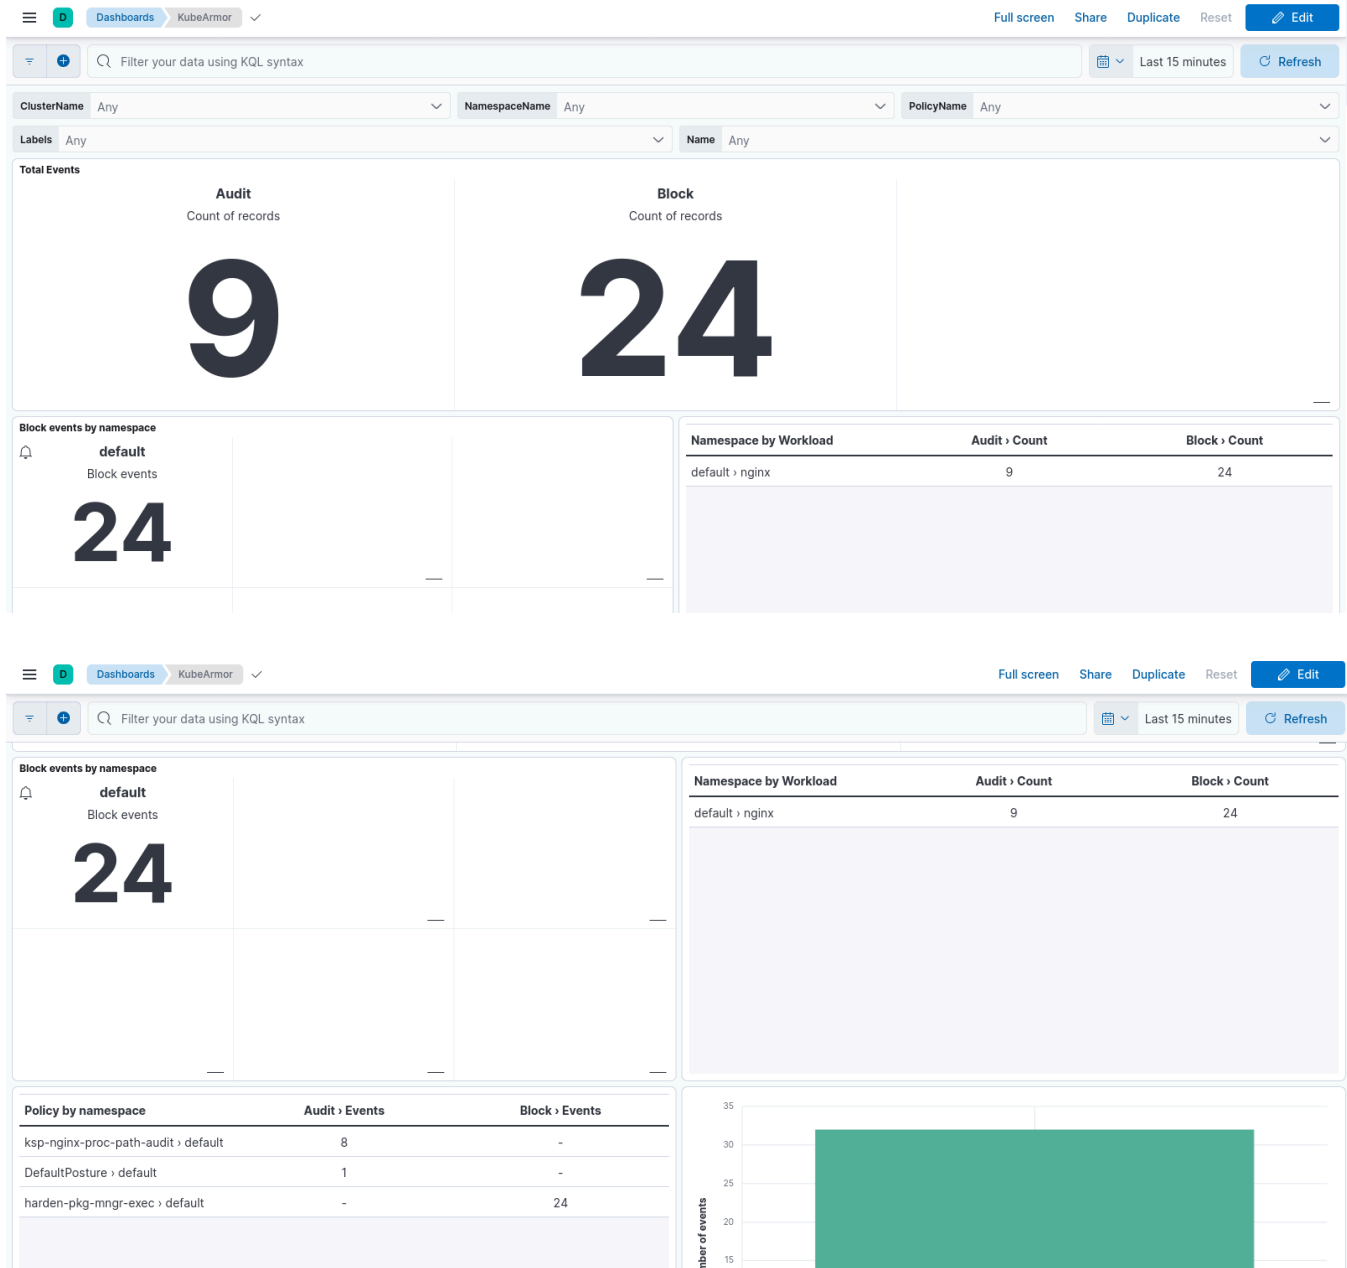 D Dashboards KubeArmor Full screen Share Duplicate Reset Edit
Filter your data using KQL syntax Last 15 minutes Refresh
ClusterName Any NamespaceName Any PolicyName Any
Labels Any Name Any
Total Events
Audit Block
Count of records Count of records
9 24
Block events by namespace
default
Block events
24
Namespace by Workload Audit › Count Block › Count
default › nginx 9 24
D Dashboards KubeArmor Full screen Share Duplicate Reset Edit
Filter your data using KQL syntax Last 15 minutes Refresh
Block events by namespace
default
Block events
24
Namespace by Workload Audit › Count Block › Count
default › nginx 9 24
Policy by namespace Audit › Events Block › Events
ksp-nginx-proc-path-audit › default 8 -
DefaultPosture › default 1 -
harden-pkg-mngr-exec › default - 24
35
30
25
20
15
mber of events